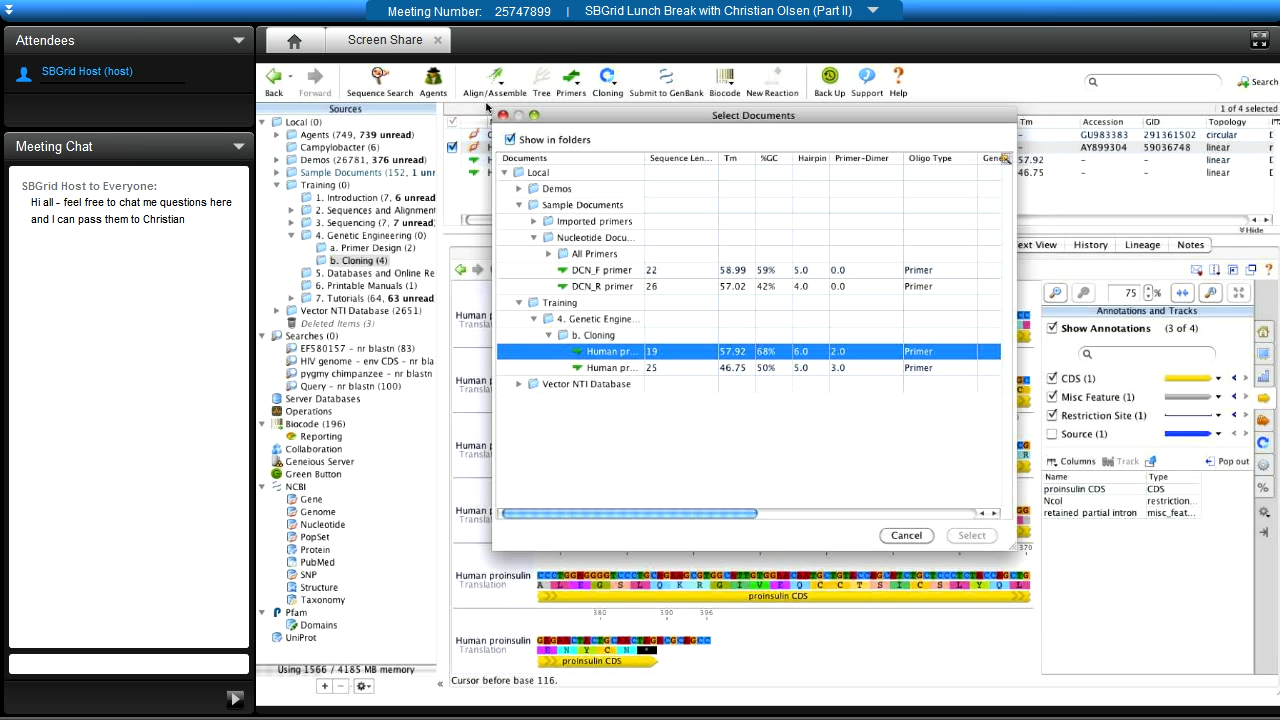 Meeting Number: 25747899 | SBGrid Lunch Break with Christian Olsen (Part II)
Attendees
SBGrid Host (host)
Meeting Chat
SBGrid Host to Everyone:
Hi all - feel free to chat me questions here
and I can pass them to Christian
Screen Share
Back
Forward
Sequence Search
Agents
Align/Assemble
Tree
Primers
Cloning
Submit to GenBank
Biocode
New Reaction
Back Up
Support
Help
Search
Sources
Local (0)
Agents (749, 739 unread)
Campylobacter (6)
Demos (26781, 376 unread)
Sample Documents (152, 1 unr
Training (0)
1. Introduction (7, 6 unread
2. Sequences and Alignment
3. Sequencing (7, 7 unread)
4. Genetic Engineering (0)
a. Primer Design (2)
b. Cloning (4)
5. Databases and Online Re
6. Printable Manuals (1)
7. Tutorials (64, 63 unread
Vector NTI Database (2651)
Deleted Items (3)
Searches (0)
EF580157 - nr blastn (83)
HIV genome - env CDS - nr bla
pygmy chimpanzee - nr blastn
Query - nr blastn (100)
Server Databases
Operations
Biocode (196)
Reporting
Collaboration
Geneious Server
Green Button
NCBI
Gene
Genome
Nucleotide
PopSet
Protein
PubMed
SNP
Structure
Taxonomy
Pfam
Domains
UniProt
Using 1566 / 4185 MB memory
1 of 4 selected
Tm Accession GID Topology
- GU983383 291361502 circular
- AY899304 59036748 linear
57.92 - - linear
46.75 - - linear
Hide
Select Documents
Show in folders
Documents Sequence Len... Tm %GC Hairpin Primer-Dimer Oligo Type Gene
Local
Demos
Sample Documents
Imported primers
Nucleotide Docu...
All Primers
DCN_F primer 22 58.99 59% 5.0 0.0 Primer
DCN_R primer 26 57.02 42% 4.0 0.0 Primer
Training
4. Genetic Engine...
b. Cloning
Human pr... 19 57.92 68% 6.0 2.0 Primer
Human pr... 25 46.75 50% 5.0 3.0 Primer
Vector NTI Database
Cancel
Select
ext View
History
Lineage
Notes
75 %
Annotations and Tracks
Show Annotations (3 of 4)
CDS (1)
Misc Feature (1)
Restriction Site (1)
Source (1)
Columns
Track
Pop out
Name Type
proinsulin CDS CDS
NcoI restriction...
retained partial intron misc_feat...
Human p
Human p
Human p
Human p
370
Human proinsulin
Translation
A L E G S L Q K R G I V E Q C C T S I C S L Y Q L
proinsulin CDS
380 390 396
Human proinsulin
Translation
E N Y C N *
proinsulin CDS
Cursor before base 116.